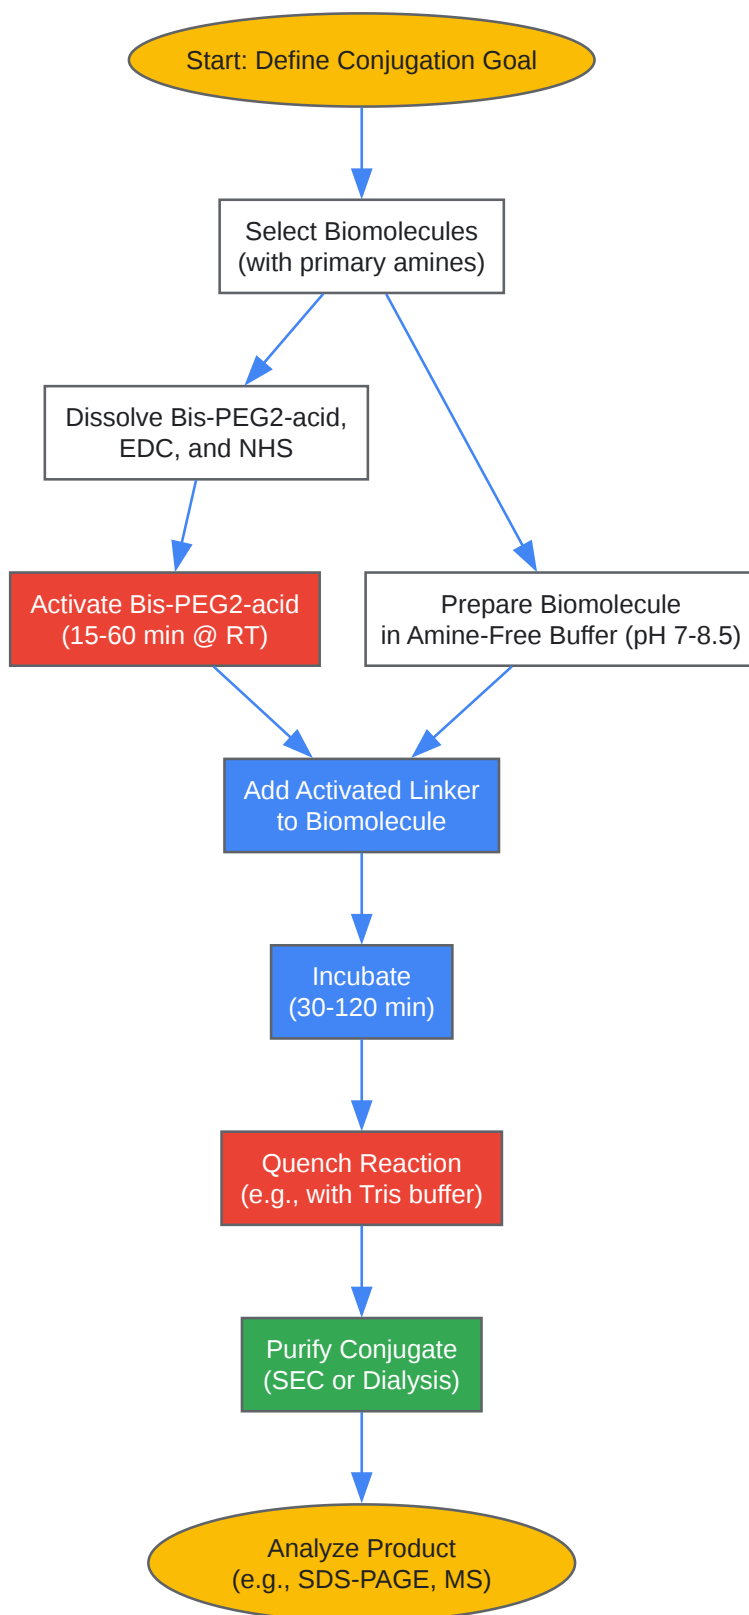 Start: Define Conjugation Goal
Select Biomolecules
(with primary amines)
Dissolve Bis-PEG2-acid,
EDC, and NHS
Activate Bis-PEG2-acid
(15-60 min @ RT)
Prepare Biomolecule
in Amine-Free Buffer (pH 7-8.5)
Add Activated Linker
to Biomolecule
Incubate
(30-120 min)
Quench Reaction
(e.g., with Tris buffer)
Purify Conjugate
(SEC or Dialysis)
Analyze Product
(e.g., SDS-PAGE, MS)